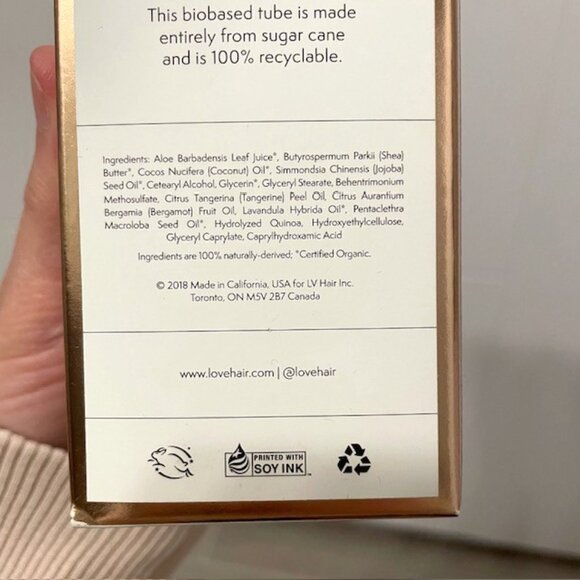 This biobased tube is made
entirely from sugar cane
and is 100% recyclable.
Ingredients: Aloe Barbadensis Leaf Juice*, Butyrospermum Parkii (Shea)
Butter*, Cocos Nucifera (Coconut) Oil*, Simmondsia Chinensis (Jojoba)
Seed Oil*, Cetearyl Alcohol, Glycerin*, Glyceryl Stearate, Behentrimonium
Methosulfate, Citrus Tangerina (Tangerine) Peel Oil, Citrus Aurantium
Bergamia (Bergamot) Fruit Oil, Lavandula Hybrida Oil*, Pentaclethra
Macroloba Seed Oil*, Hydrolyzed Quinoa, Hydroxyethylcellulose,
Glyceryl Caprylate, Caprylhydroxamic Acid
Ingredients are 100% naturally-derived; *Certified Organic.
© 2018 Made in California, USA for LV Hair Inc.
Toronto, ON M5V 2B7 Canada
www.lovehair.com | @lovehair
PRINTED WITH
SOY INK™